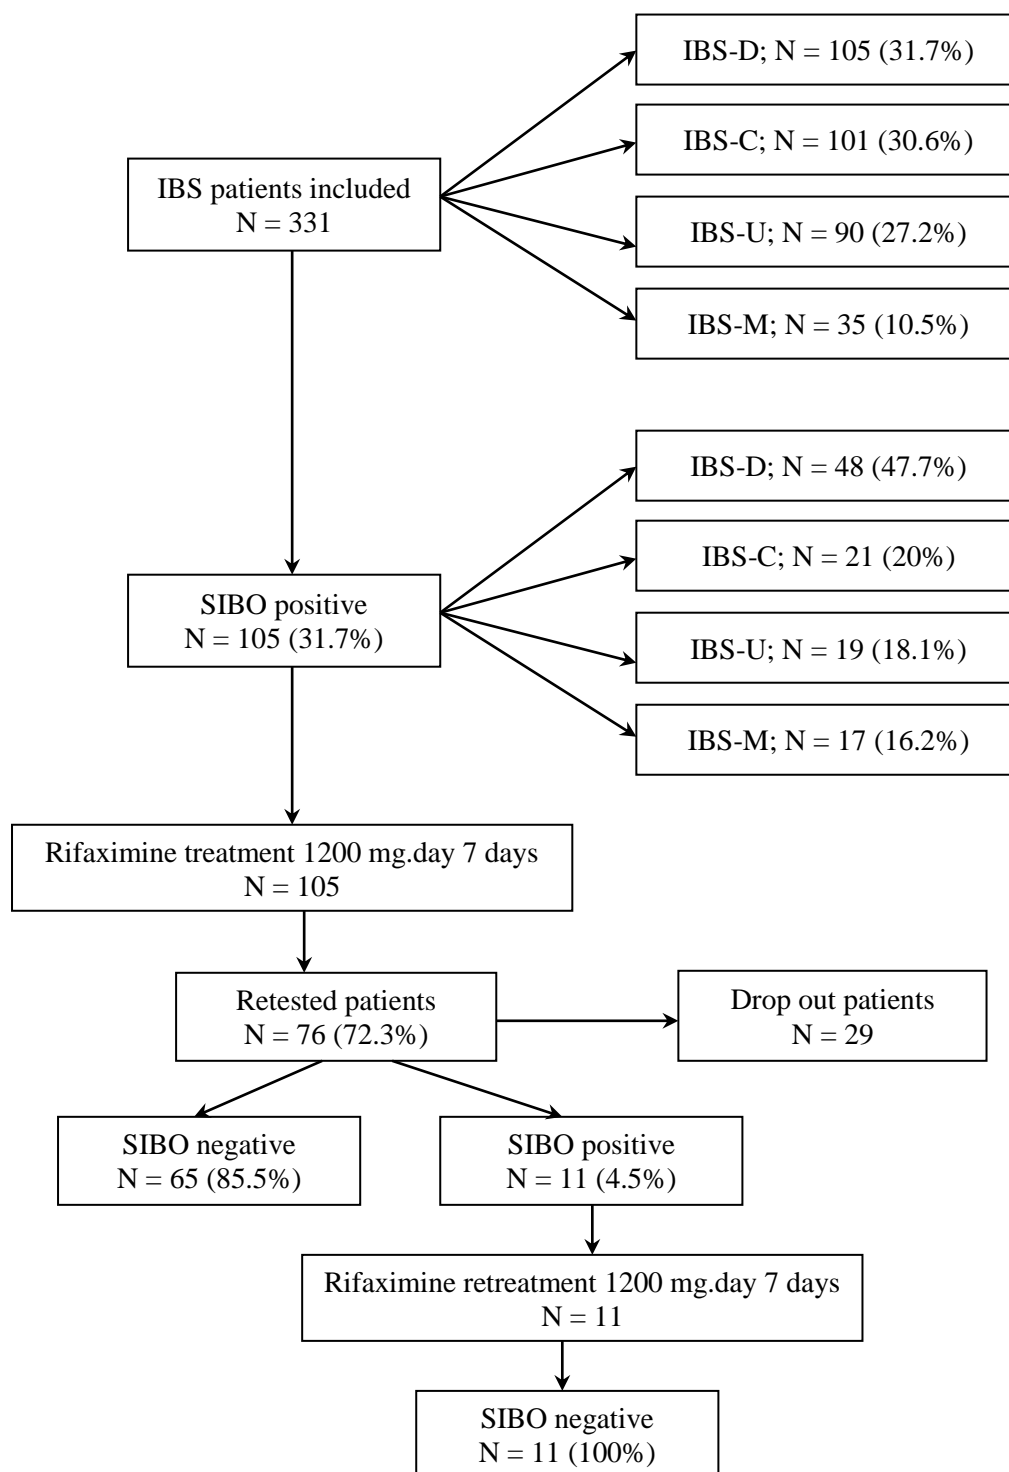 IBS-D; N = 105 (31.7%)
IBS-C; N = 101 (30.6%)
IBS patients included
N = 331
IBS-U; N = 90 (27.2%)
IBS-M; N = 35 (10.5%)
IBS-D; N = 48 (47.7%)
IBS-C; N = 21 (20%)
SIBO positive
N = 105 (31.7%)
IBS-U; N = 19 (18.1%)
IBS-M; N = 17 (16.2%)
Rifaximine treatment 1200 mg.day 7 days
N = 105
Retested patients
N = 76 (72.3%)
Drop out patients
N = 29
SIBO negative
N = 65 (85.5%)
SIBO positive
N = 11 (4.5%)
Rifaximine retreatment 1200 mg.day 7 days
N = 11
SIBO negative
N = 11 (100%)